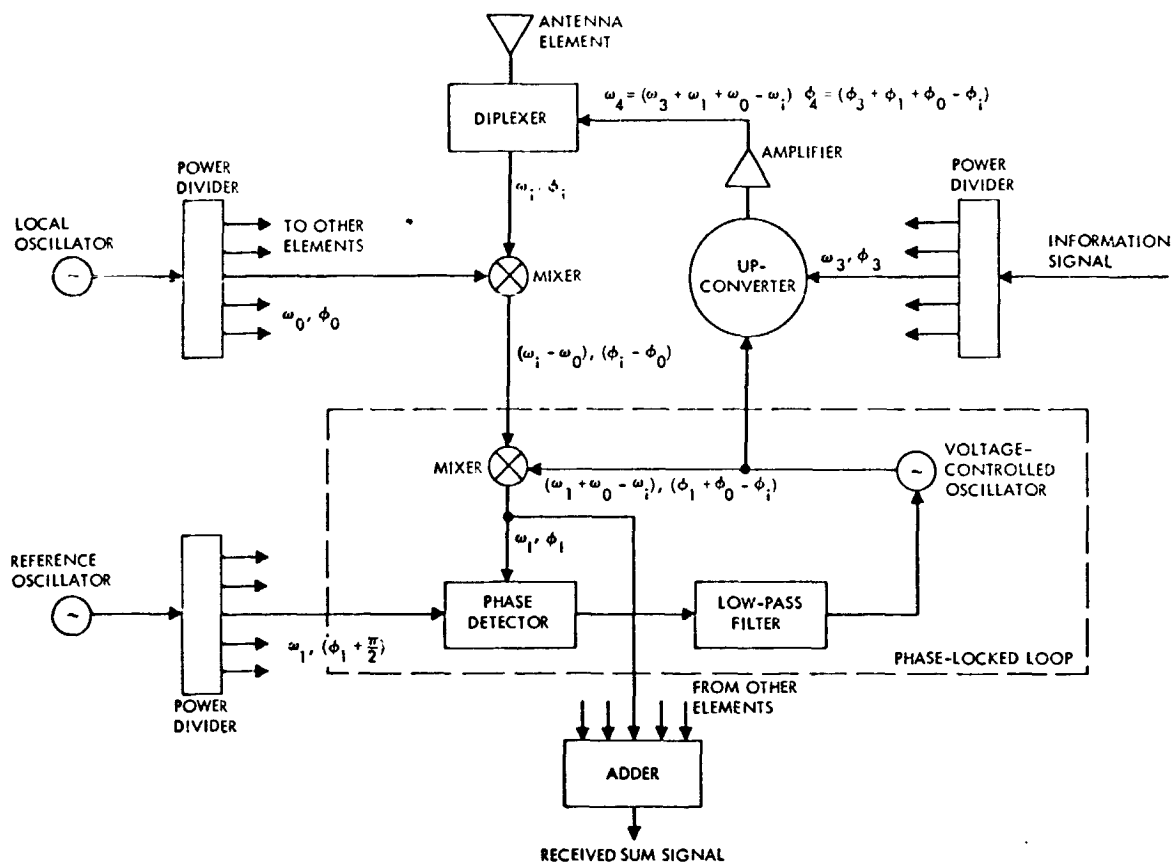 ANTENNA
ELEMENT
ω4 = (ω3 + ω1 + ω0 − ωi) ϕ4 = (ϕ3 + ϕ1 + ϕ0 − ϕi)
DIPLEXER
AMPLIFIER
POWER
DIVIDER
POWER
DIVIDER
ωi, ϕi
LOCAL
OSCILLATOR
~
TO OTHER
ELEMENTS
MIXER
UP-
CONVERTER
ω3, ϕ3
INFORMATION
SIGNAL
ω0, ϕ0
(ωi − ω0), (ϕi − ϕ0)
MIXER
VOLTAGE-
CONTROLLED
OSCILLATOR
~
(ω1 + ω0 − ωi), (ϕ1 + ϕ0 − ϕi)
REFERENCE
OSCILLATOR
~
ω1, ϕ1
PHASE
DETECTOR
LOW-PASS
FILTER
ω1, (ϕ1 + π/2)
PHASE-LOCKED LOOP
POWER
DIVIDER
FROM OTHER
ELEMENTS
ADDER
RECEIVED SUM SIGNAL